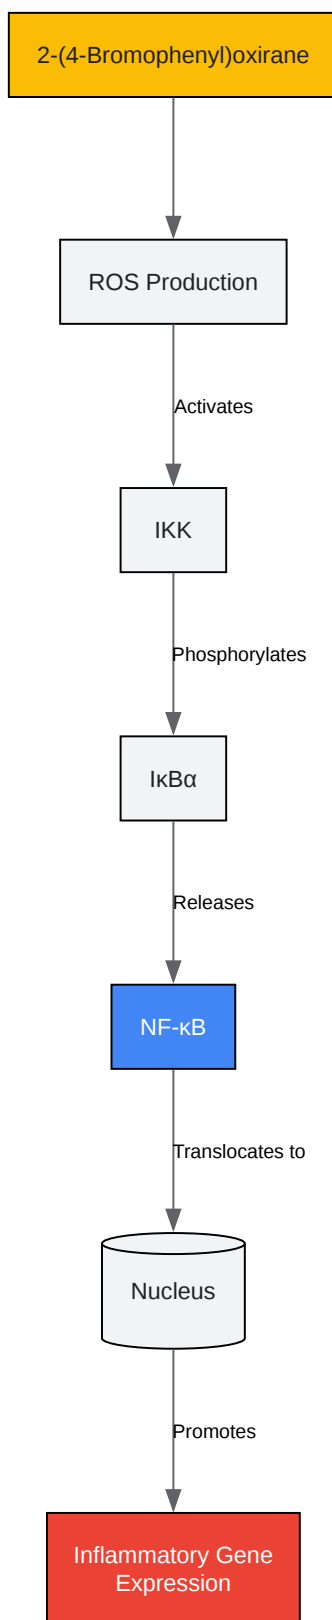 2-(4-Bromophenyl)oxirane
ROS Production
Activates
IKK
Phosphorylates
IκBα
Releases
NF-κB
Translocates to
Nucleus
Promotes
Inflammatory Gene
Expression